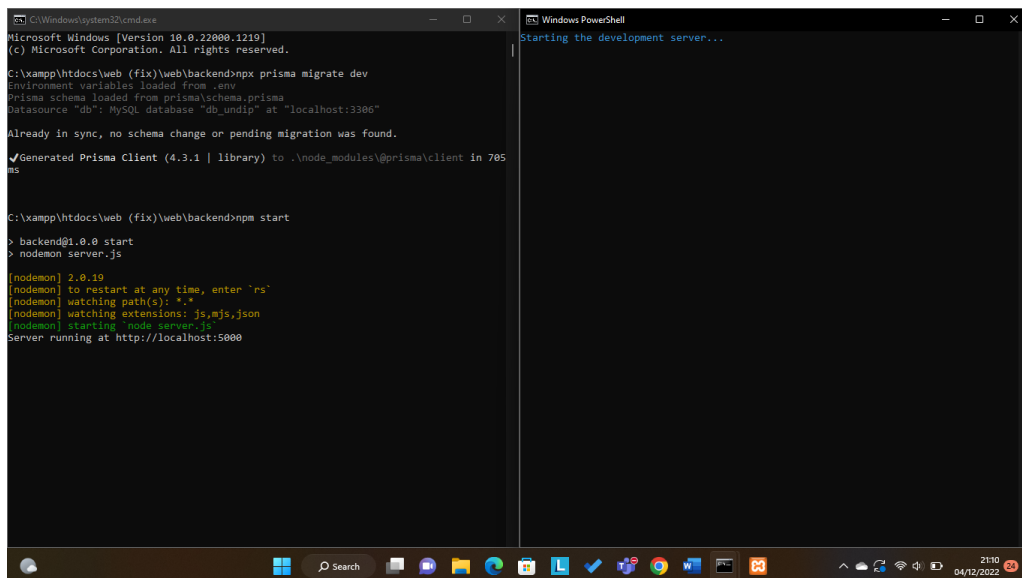 C:\Windows\system32\cmd.exe
Microsoft Windows [Version 10.0.22000.1219]
(c) Microsoft Corporation. All rights reserved.
C:\xampp\htdocs\web (fix)\web\backend>npx prisma migrate dev
Environment variables loaded from .env
Prisma schema loaded from prisma\schema.prisma
Datasource "db": MySQL database "db_undip" at "localhost:3306"
Already in sync, no schema change or pending migration was found.
✔Generated Prisma Client (4.3.1 | library) to .\node_modules\@prisma\client in 705
ms
C:\xampp\htdocs\web (fix)\web\backend>npm start
> backend@1.0.0 start
> nodemon server.js
[nodemon] 2.0.19
[nodemon] to restart at any time, enter `rs`
[nodemon] watching path(s): *.*
[nodemon] watching extensions: js,mjs,json
[nodemon] starting `node server.js`
Server running at http://localhost:5000
Windows PowerShell
Starting the development server...
Search
21:10
04/12/2022
24